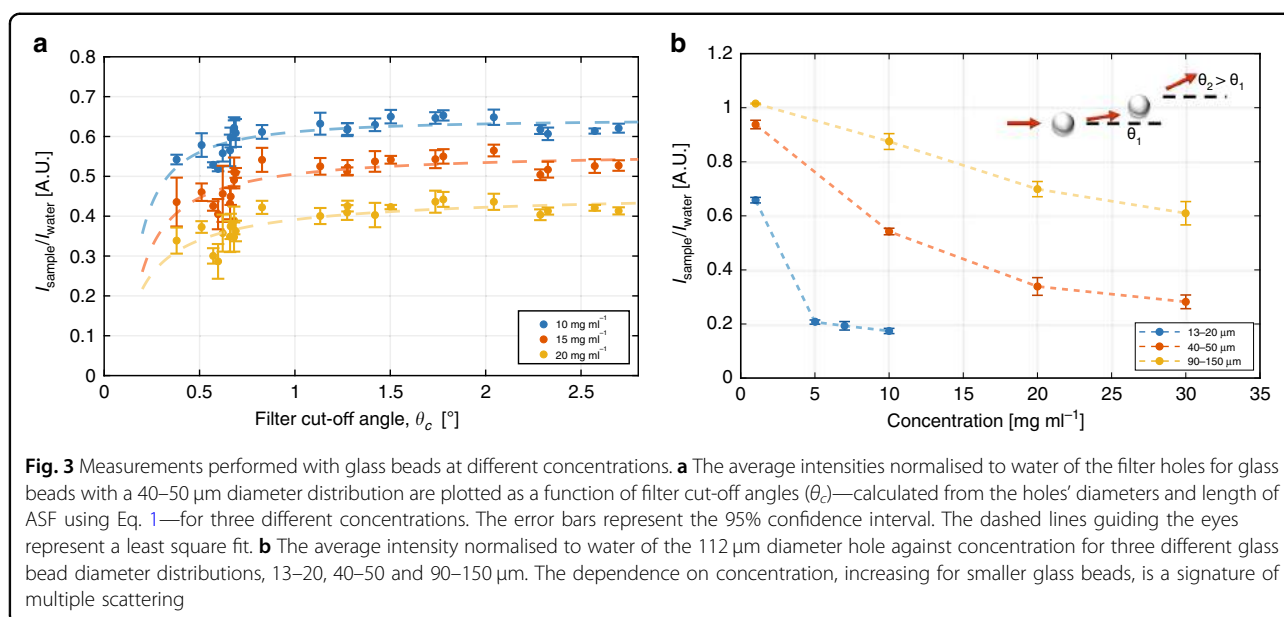 a
0.8
0.7
0.6
0.5
0.4
0.3
0.2
0.1
0
I_sample/I_water [A.U.]
0 0.5 1 1.5 2 2.5
Filter cut-off angle, θ_c [°]
10 mg ml⁻¹
15 mg ml⁻¹
20 mg ml⁻¹
b
1.2
1
0.8
0.6
0.4
0.2
0
I_sample/I_water [A.U.]
θ₂ > θ₁
θ₁
0 5 10 15 20 25 30 35
Concentration [mg ml⁻¹]
13–20 μm
40–50 μm
90–150 μm
Fig. 3 Measurements performed with glass beads at different concentrations. a The average intensities normalised to water of the filter holes for glass
beads with a 40–50 μm diameter distribution are plotted as a function of filter cut-off angles (θ_c)—calculated from the holes' diameters and length of
ASF using Eq. 1—for three different concentrations. The error bars represent the 95% confidence interval. The dashed lines guiding the eyes
represent a least square fit. b The average intensity normalised to water of the 112 μm diameter hole against concentration for three different glass
bead diameter distributions, 13–20, 40–50 and 90–150 μm. The dependence on concentration, increasing for smaller glass beads, is a signature of
multiple scattering